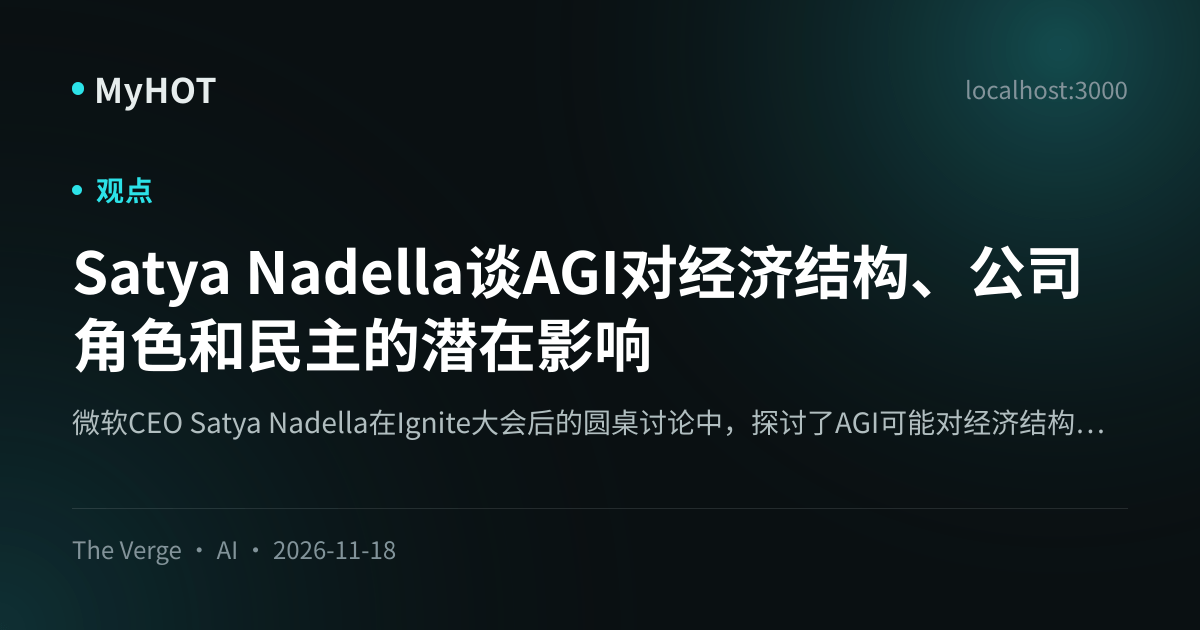 MyHOT
localhost:3000
观点
Satya Nadella谈AGI对经济结构、公司
角色和民主的潜在影响
微软CEO Satya Nadella在Ignite大会后的圆桌讨论中，探讨了AGI可能对经济结构…
The Verge · AI · 2026-11-18